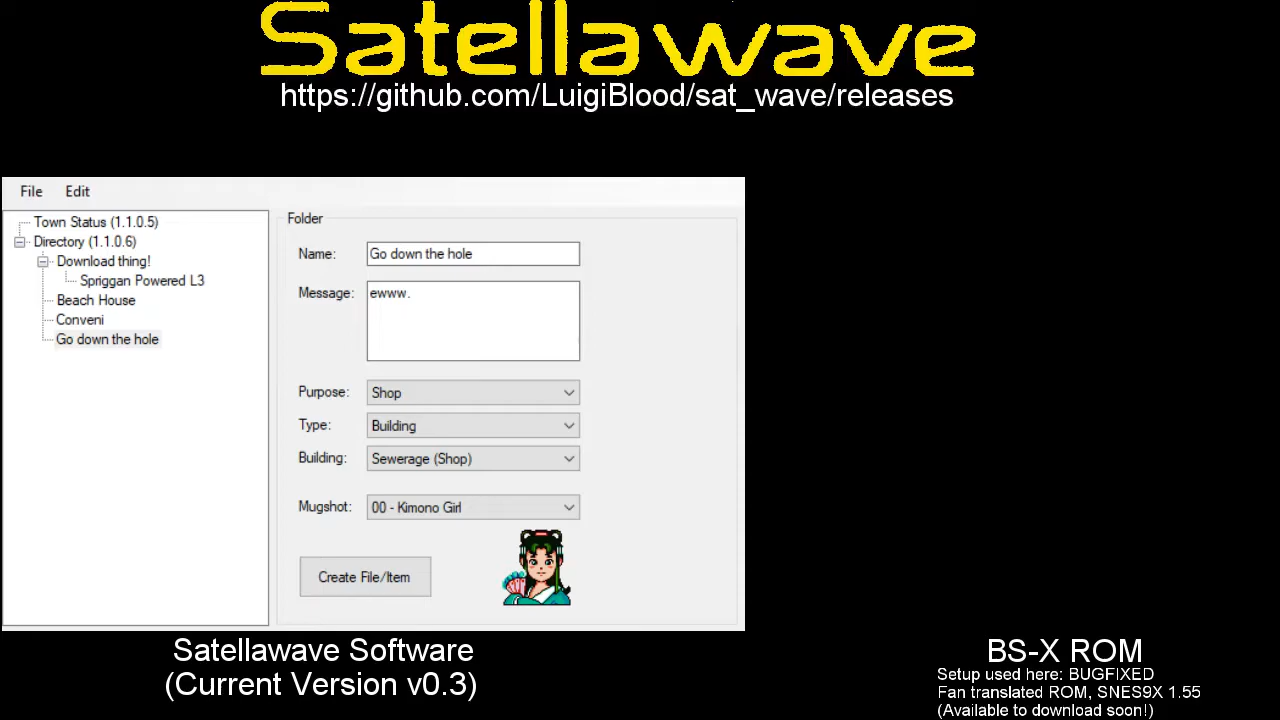 Satellawave
https://github.com/LuigiBlood/sat_wave/releases
File Edit
Town Status (1.1.0.5)
Directory (1.1.0.6)
Download thing!
Spriggan Powered L3
Beach House
Conveni
Go down the hole
Folder
Name: Go down the hole
Message: ewww.
Purpose: Shop
Type: Building
Building: Sewerage (Shop)
Mugshot: 00 - Kimono Girl
Create File/Item
Satellawave Software
(Current Version v0.3)
BS-X ROM
Setup used here: BUGFIXED
Fan translated ROM, SNES9X 1.55
(Available to download soon!)